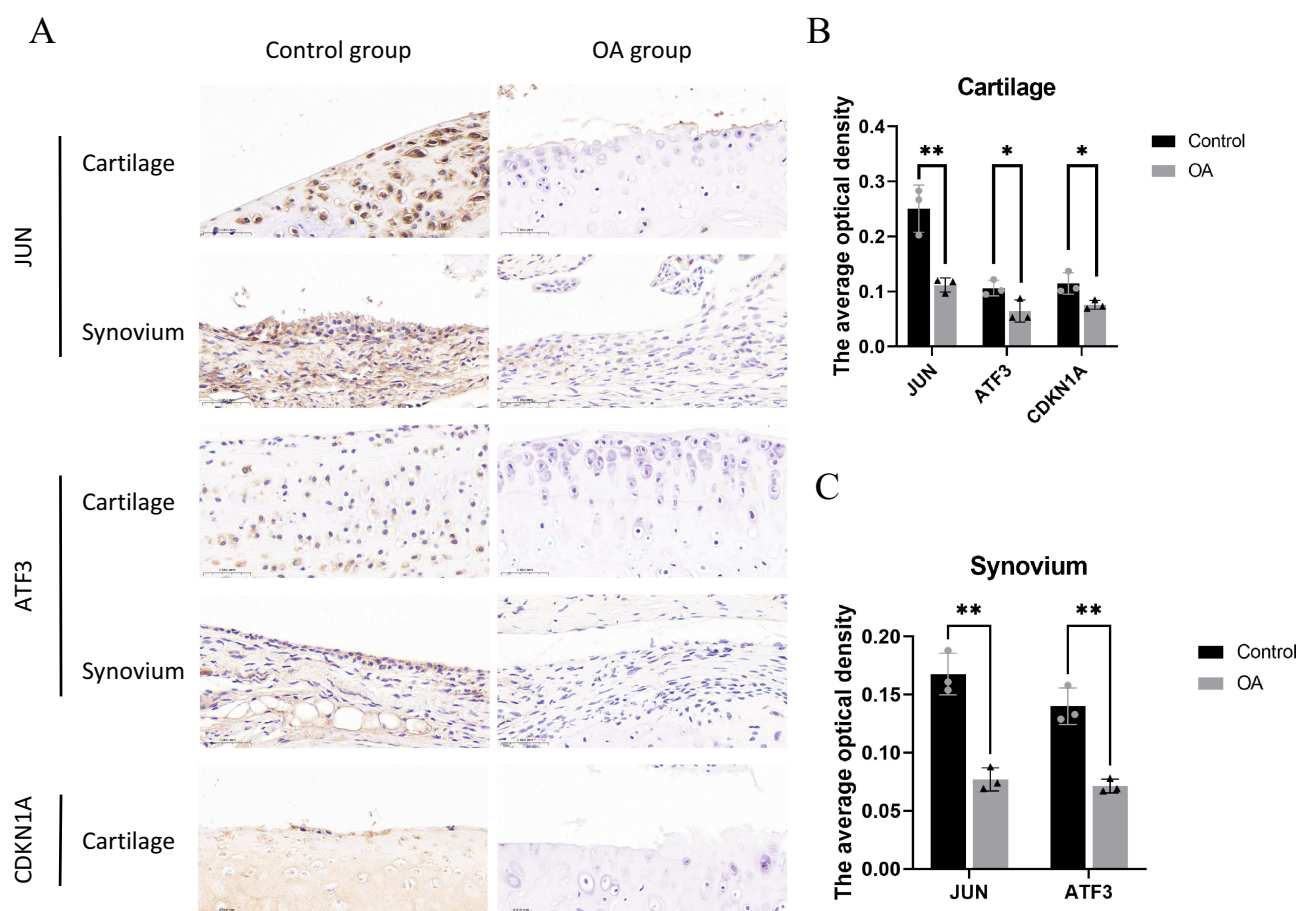 A
Control group
OA group
JUN
Cartilage
Synovium
ATF3
Cartilage
Synovium
CDKN1A
Cartilage
B
Cartilage
The average optical density
0.4
0.3
0.2
0.1
0.0
**
*
*
JUN
ATF3
CDKN1A
Control
OA
C
Synovium
The average optical density
0.20
0.15
0.10
0.05
0.00
**
**
JUN
ATF3
Control
OA